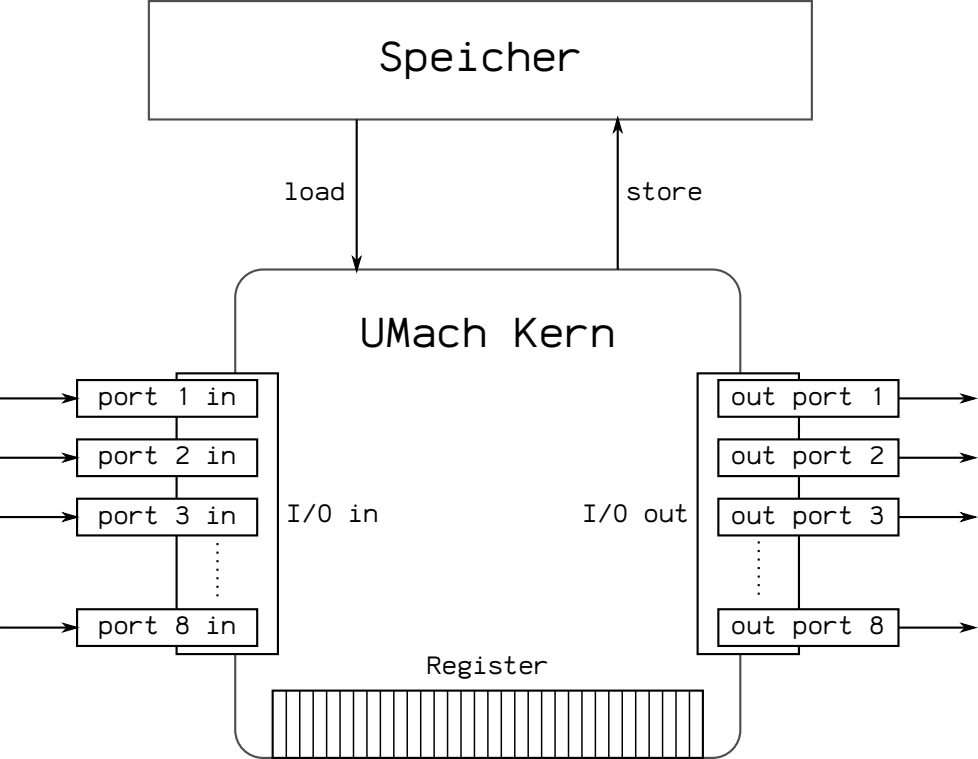 Speicher
load
store
UMach Kern
port 1 in
out port 1
port 2 in
out port 2
port 3 in
I/O in
I/O out
out port 3
port 8 in
out port 8
Register